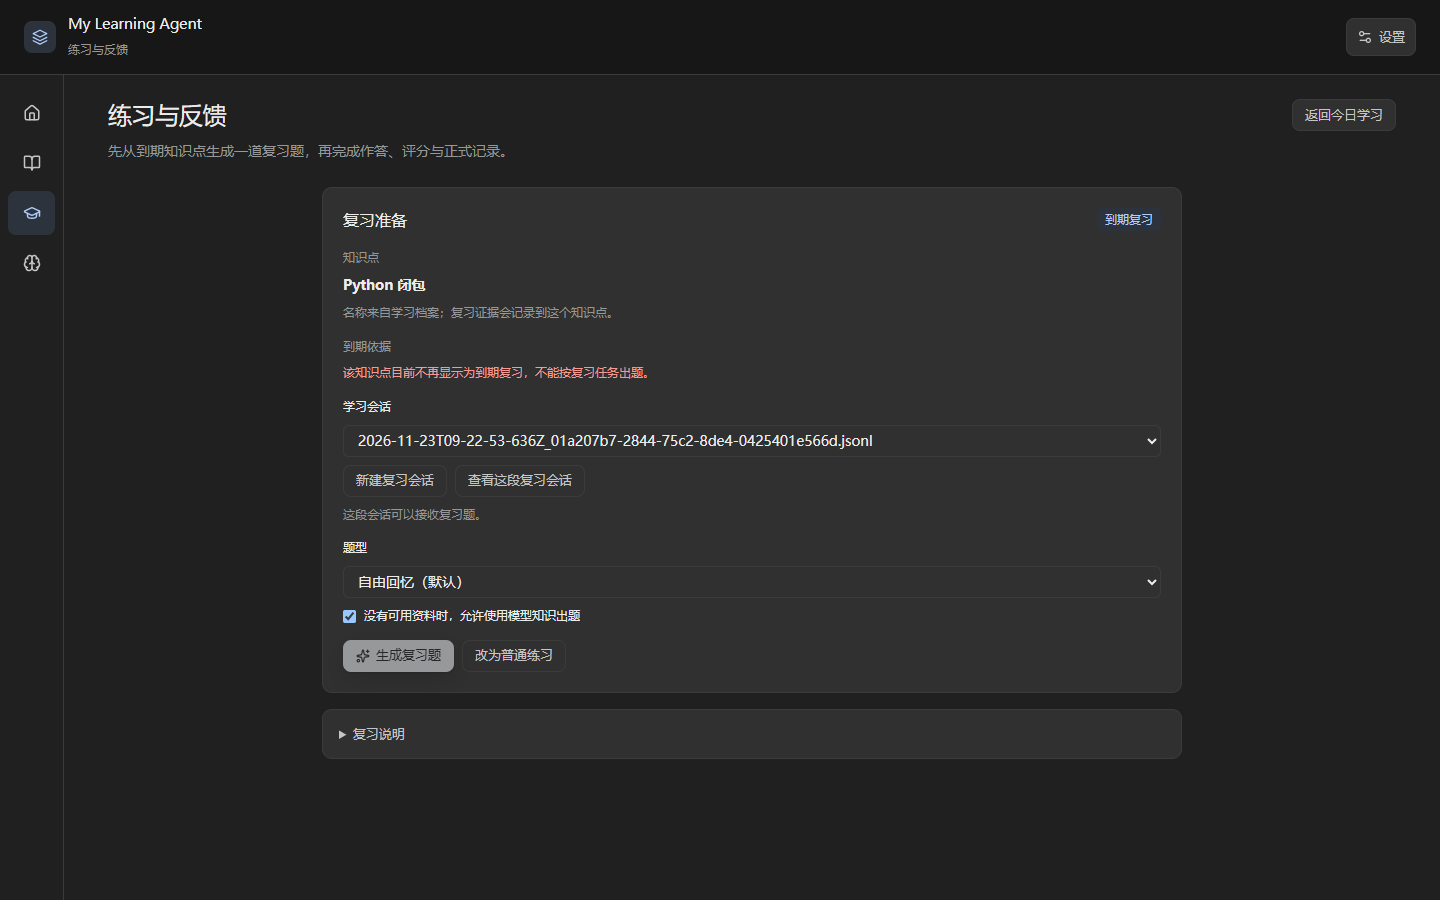 My Learning Agent
练习与反馈
设置
练习与反馈
返回今日学习
先从到期知识点生成一道复习题，再完成作答、评分与正式记录。
复习准备
到期复习
知识点
Python 闭包
名称来自学习档案；复习证据会记录到这个知识点。
到期依据
该知识点目前不再显示为到期复习，不能按复习任务出题。
学习会话
2026-11-23T09-22-53-636Z_01a207b7-2844-75c2-8de4-0425401e566d.jsonl
新建复习会话
查看这段复习会话
这段会话可以接收复习题。
题型
自由回忆（默认）
没有可用资料时，允许使用模型知识出题
生成复习题
改为普通练习
复习说明